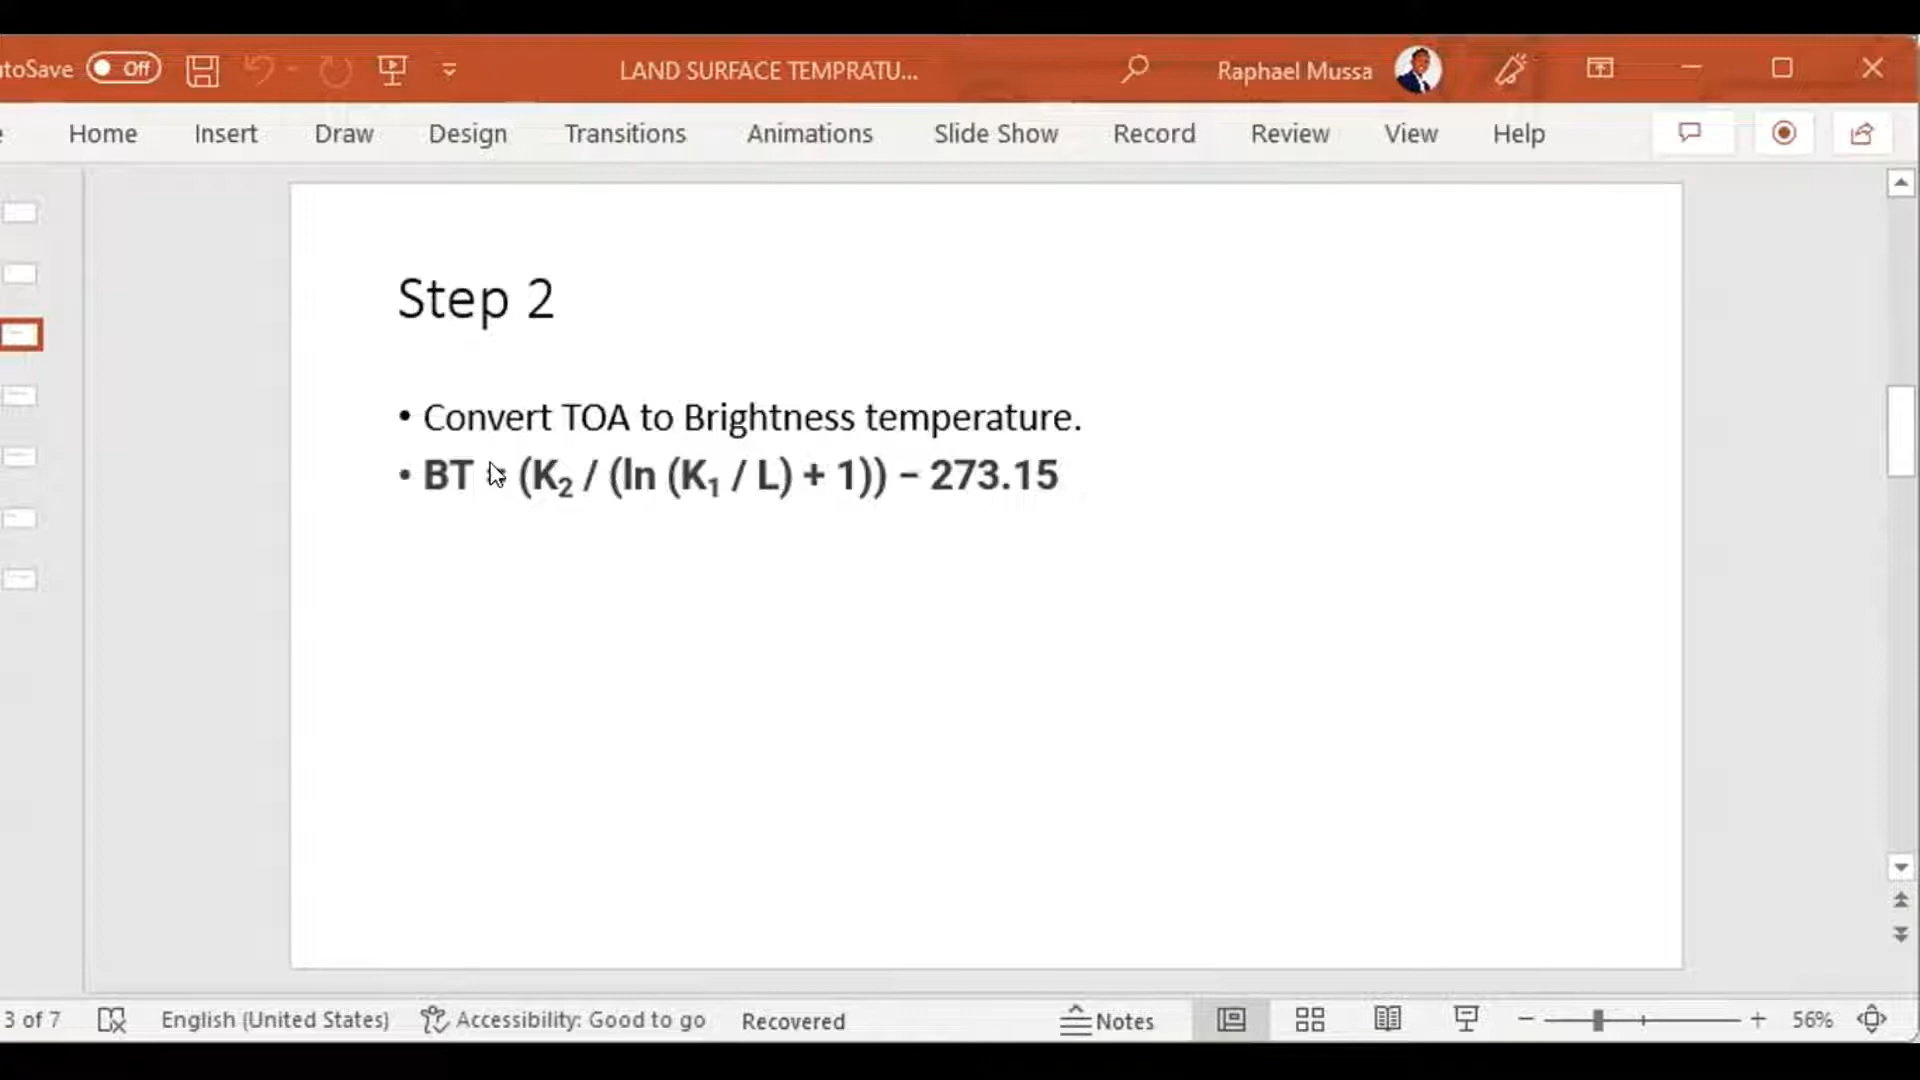 toSave Off LAND SURFACE TEMPRATU... Raphael Mussa
Home Insert Draw Design Transitions Animations Slide Show Record Review View Help
Step 2
• Convert TOA to Brightness temperature.
• BT = (K₂ / (ln (K₁ / L) + 1)) − 273.15
3 of 7 English (United States) Accessibility: Good to go Recovered Notes 56%